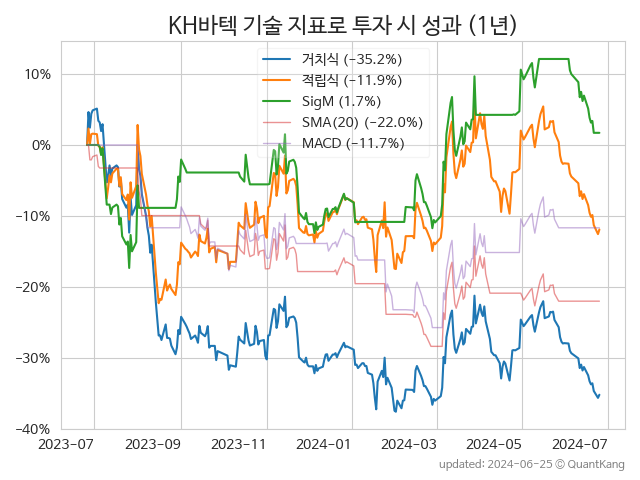 KH바텍 기술 지표로 투자 시 성과 (1년)
거치식 (−35.2%)
적립식 (−11.9%)
SigM (1.7%)
SMA(20) (−22.0%)
MACD (−11.7%)
10%
0%
−10%
−20%
−30%
−40%
2023−07 2023−09 2023−11 2024−01 2024−03 2024−05 2024−07
updated: 2024−06−25 © QuantKang